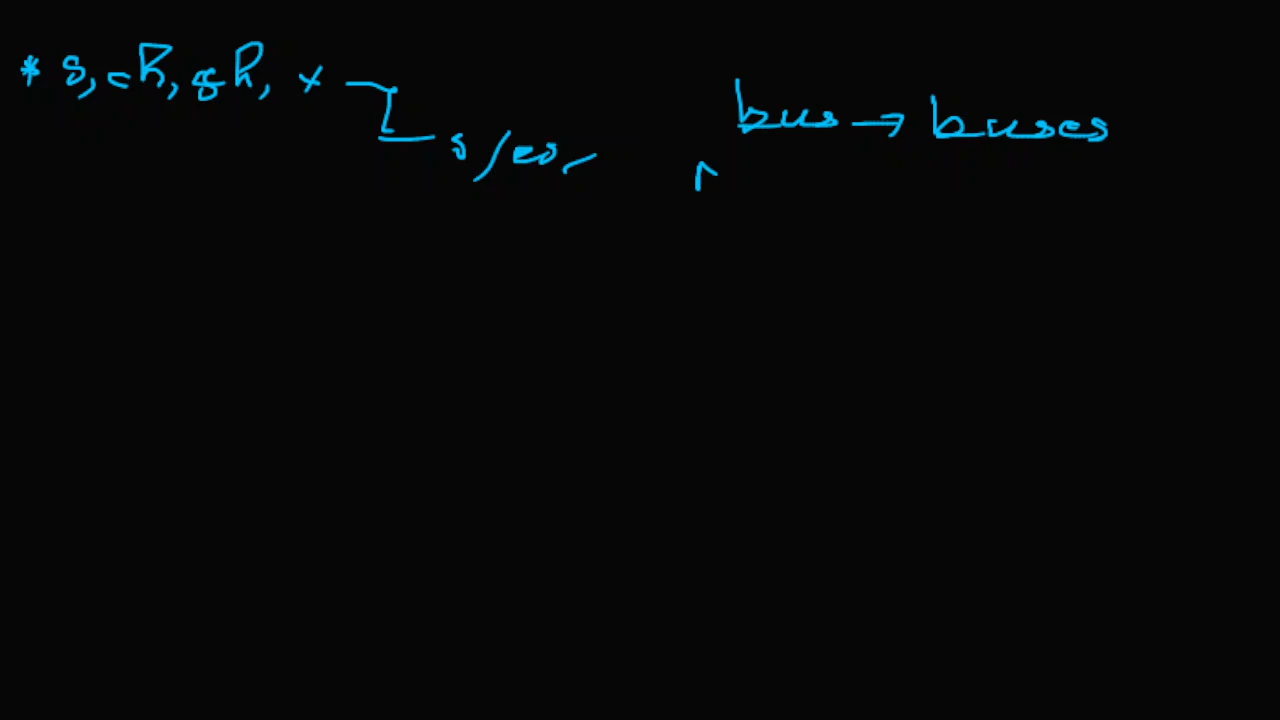 * s, ch, sh, x
s/es
bus → buses